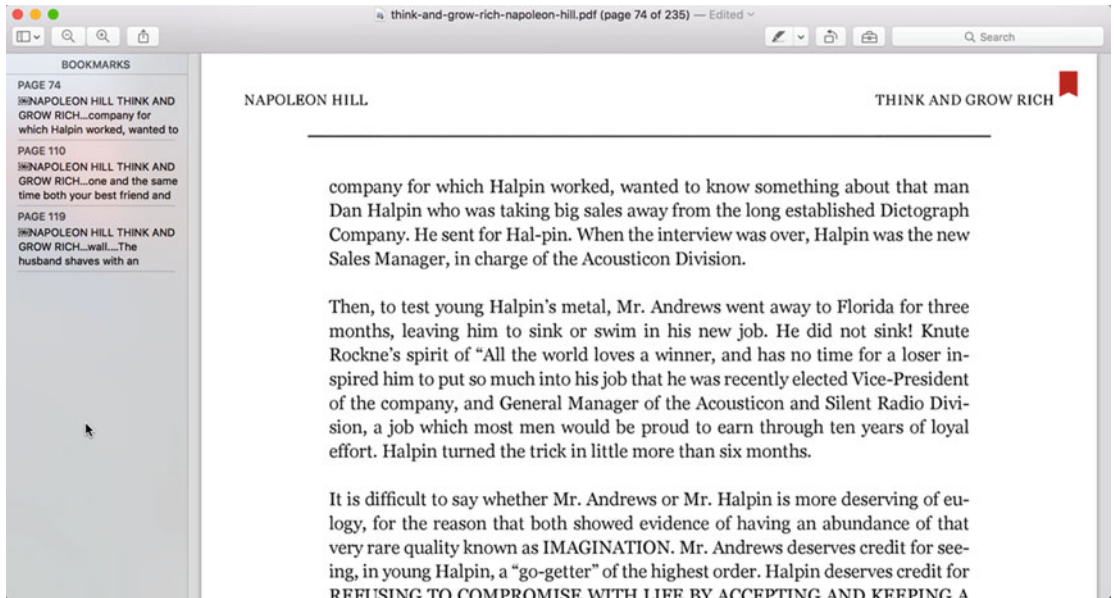 think-and-grow-rich-napoleon-hill.pdf (page 74 of 235) — Edited
Search
BOOKMARKS
PAGE 74
NAPOLEON HILL THINK AND
GROW RICH...company for
which Halpin worked, wanted to
PAGE 110
NAPOLEON HILL THINK AND
GROW RICH...one and the same
time both your best friend and
PAGE 119
NAPOLEON HILL THINK AND
GROW RICH...wall....The
husband shaves with an
NAPOLEON HILL
THINK AND GROW RICH
company for which Halpin worked, wanted to know something about that man
Dan Halpin who was taking big sales away from the long established Dictograph
Company. He sent for Hal-pin. When the interview was over, Halpin was the new
Sales Manager, in charge of the Acousticon Division.
Then, to test young Halpin’s metal, Mr. Andrews went away to Florida for three
months, leaving him to sink or swim in his new job. He did not sink! Knute
Rockne’s spirit of “All the world loves a winner, and has no time for a loser in-
spired him to put so much into his job that he was recently elected Vice-President
of the company, and General Manager of the Acousticon and Silent Radio Divi-
sion, a job which most men would be proud to earn through ten years of loyal
effort. Halpin turned the trick in little more than six months.
It is difficult to say whether Mr. Andrews or Mr. Halpin is more deserving of eu-
logy, for the reason that both showed evidence of having an abundance of that
very rare quality known as IMAGINATION. Mr. Andrews deserves credit for see-
ing, in young Halpin, a “go-getter” of the highest order. Halpin deserves credit for
REFUSING TO COMPROMISE WITH LIFE BY ACCEPTING AND KEEPING A